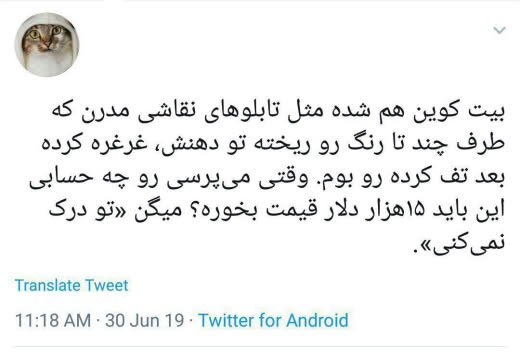 بیت کوین هم شده مثل تابلوهای نقاشی مدرن که
طرف چند تا رنگ رو ریخته تو دهنش، غرغره کرده
بعد تف کرده رو بوم. وقتی می‌پرسی رو چه حسابی
این باید ۱۵هزار دلار قیمت بخوره؟ میگن «تو درک
نمی‌کنی».
Translate Tweet
11:18 AM · 30 Jun 19 · Twitter for Android